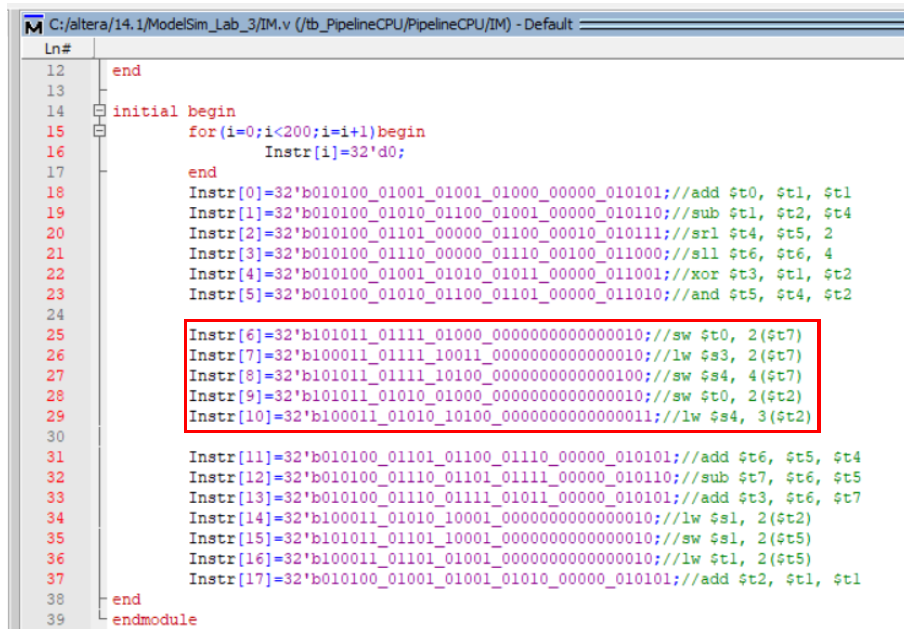 C:/altera/14.1/ModelSim_Lab_3/IM.v (/tb_PipelineCPU/PipelineCPU/IM) - Default
Ln#
12 end
13
14 initial begin
15 for(i=0;i<200;i=i+1)begin
16 Instr[i]=32'd0;
17 end
18 Instr[0]=32'b010100_01001_01001_01000_00000_010101;//add $t0, $t1, $t1
19 Instr[1]=32'b010100_01010_01100_01001_00000_010110;//sub $t1, $t2, $t4
20 Instr[2]=32'b010100_01101_00000_01100_00010_010111;//srl $t4, $t5, 2
21 Instr[3]=32'b010100_01110_00000_01110_00100_011000;//sll $t6, $t6, 4
22 Instr[4]=32'b010100_01001_01010_01011_00000_011001;//xor $t3, $t1, $t2
23 Instr[5]=32'b010100_01010_01100_01101_00000_011010;//and $t5, $t4, $t2
24
25 Instr[6]=32'b101011_01111_01000_0000000000000010;//sw $t0, 2($t7)
26 Instr[7]=32'b100011_01111_10011_0000000000000010;//lw $s3, 2($t7)
27 Instr[8]=32'b101011_01111_10100_0000000000000100;//sw $s4, 4($t7)
28 Instr[9]=32'b101011_01010_01000_0000000000000010;//sw $t0, 2($t2)
29 Instr[10]=32'b100011_01010_10100_0000000000000011;//lw $s4, 3($t2)
30
31 Instr[11]=32'b010100_01101_01100_01110_00000_010101;//add $t6, $t5, $t4
32 Instr[12]=32'b010100_01110_01101_01111_00000_010110;//sub $t7, $t6, $t5
33 Instr[13]=32'b010100_01110_01111_01011_00000_010101;//add $t3, $t6, $t7
34 Instr[14]=32'b100011_01010_10001_0000000000000010;//lw $s1, 2($t2)
35 Instr[15]=32'b101011_01101_10001_0000000000000010;//sw $s1, 2($t5)
36 Instr[16]=32'b100011_01101_01001_0000000000000010;//lw $t1, 2($t5)
37 Instr[17]=32'b010100_01001_01001_01010_00000_010101;//add $t2, $t1, $t1
38 end
39 endmodule